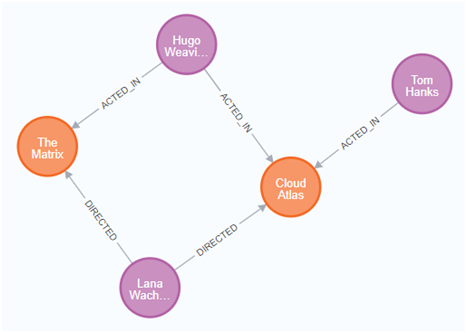 Hugo
Weavi...
Tom
Hanks
ACTED_IN
ACTED_IN
ACTED_IN
The
Matrix
Cloud
Atlas
DIRECTED
DIRECTED
Lana
Wach...